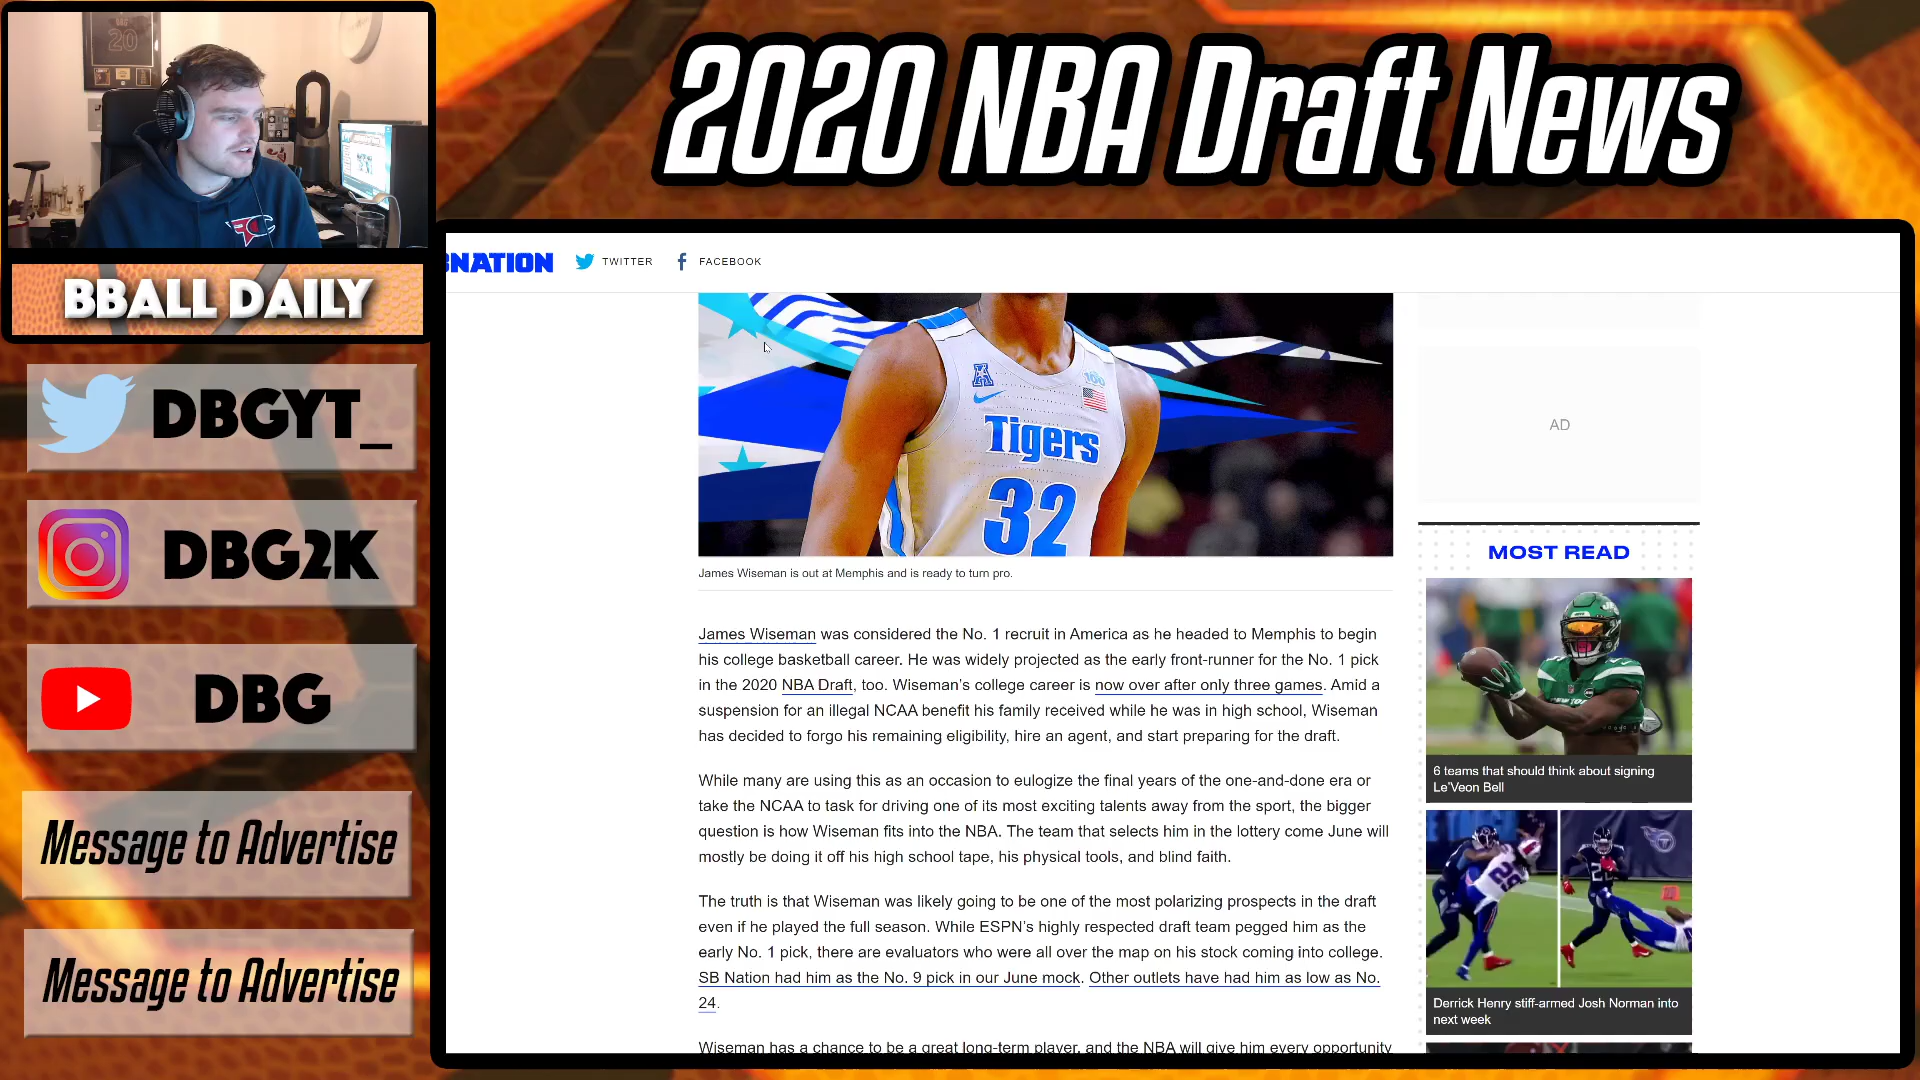 2020 NBA Draft News
BBALL DAILY
DBGYT_
DBG2K
DBG
Message to Advertise
Message to Advertise
NATION
TWITTER
FACEBOOK
Tigers
32
James Wiseman is out at Memphis and is ready to turn pro.
James Wiseman was considered the No. 1 recruit in America as he headed to Memphis to begin
his college basketball career. He was widely projected as the early front-runner for the No. 1 pick
in the 2020 NBA Draft, too. Wiseman’s college career is now over after only three games. Amid a
suspension for an illegal NCAA benefit his family received while he was in high school, Wiseman
has decided to forgo his remaining eligibility, hire an agent, and start preparing for the draft.
While many are using this as an occasion to eulogize the final years of the one-and-done era or
take the NCAA to task for driving one of its most exciting talents away from the sport, the bigger
question is how Wiseman fits into the NBA. The team that selects him in the lottery come June will
mostly be doing it off his high school tape, his physical tools, and blind faith.
The truth is that Wiseman was likely going to be one of the most polarizing prospects in the draft
even if he played the full season. While ESPN’s highly respected draft team pegged him as the
early No. 1 pick, there are evaluators who were all over the map on his stock coming into college.
SB Nation had him as the No. 9 pick in our June mock. Other outlets have had him as low as No.
24.
Wiseman has a chance to be a great long-term player, and the NBA will give him every opportunity
AD
MOST READ
6 teams that should think about signing
Le’Veon Bell
Derrick Henry stiff-armed Josh Norman into
next week